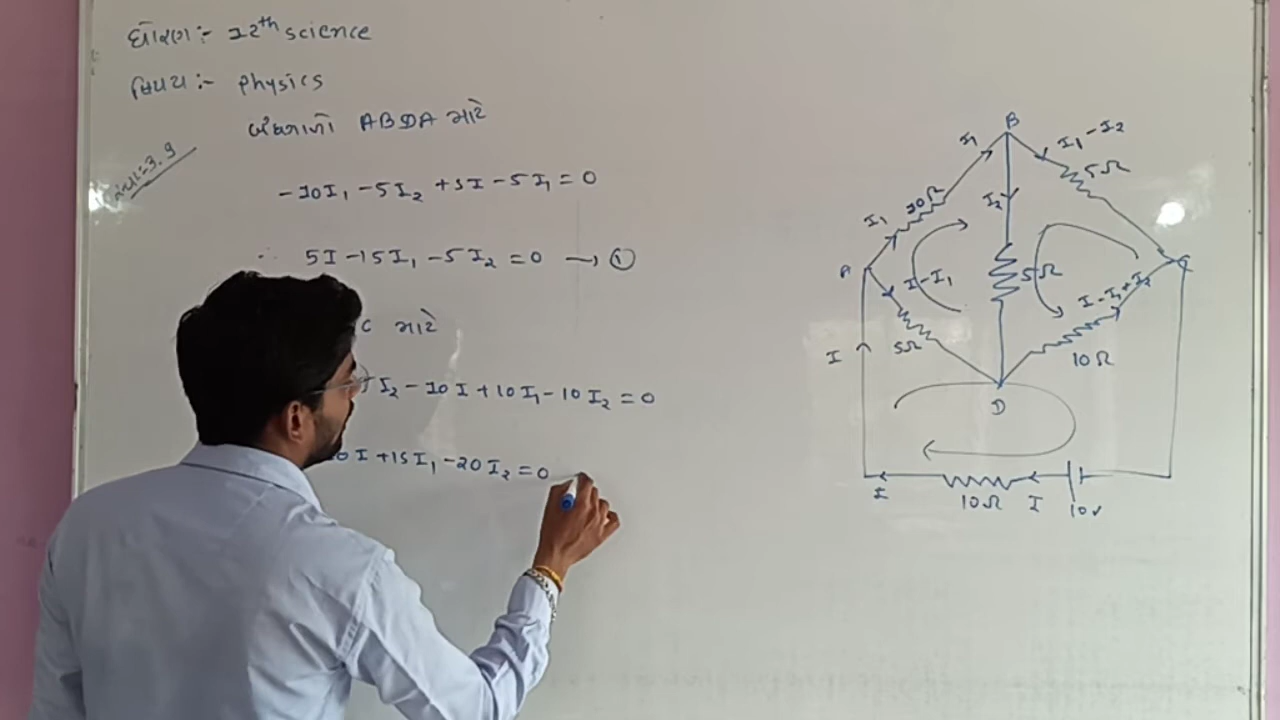 ધોરણ :- 12th science
વિષય :- Physics
બંધગાળો ABDA માટે
3.9
-10I₁ -5I₂ +5I -5I₁ = 0
∴ 5I -15I₁ -5I₂ = 0 → ①
C માટે
I₂ - 10I + 10I₁ - 10I₂ = 0
0I +15I₁ -20I₂ = 0
B
I₁
I₁ - I₂
5Ω
10Ω
I₂
I₁
A
I - I₁
5Ω
C
I - I₁ + I₂
5Ω
10Ω
I
D
I
10Ω
I
10V